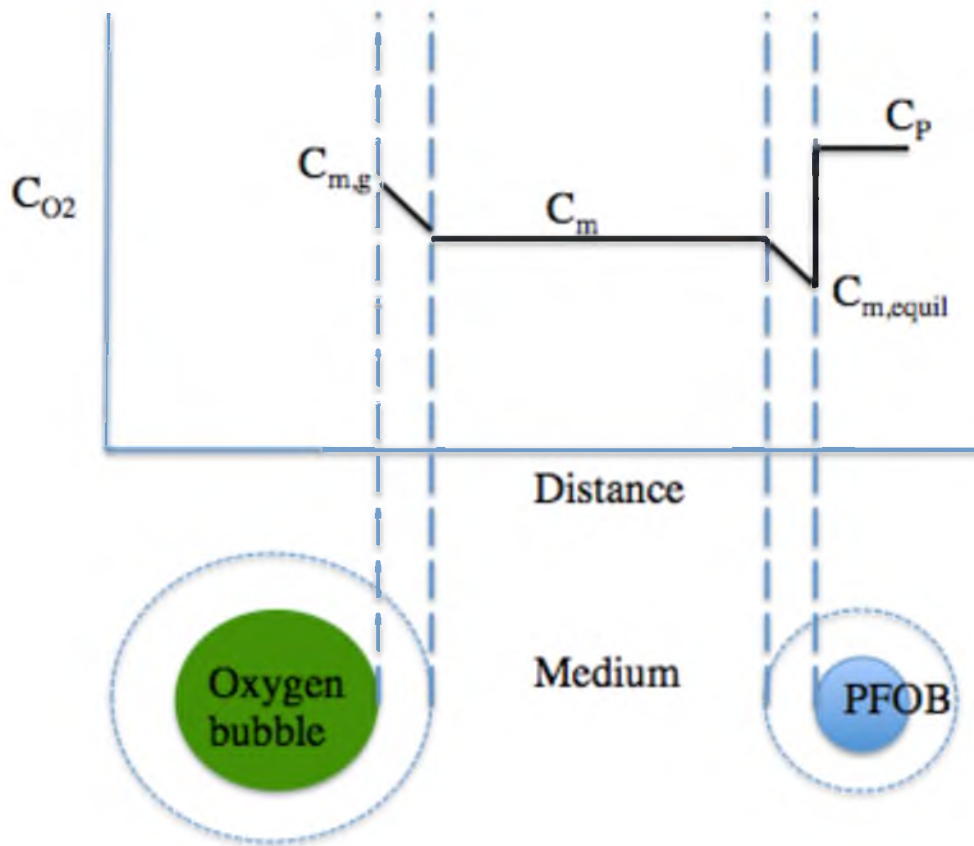 C_P
C_m,g
C_O2
C_m
C_m,equil
Distance
Medium
Oxygen
bubble
PFOB